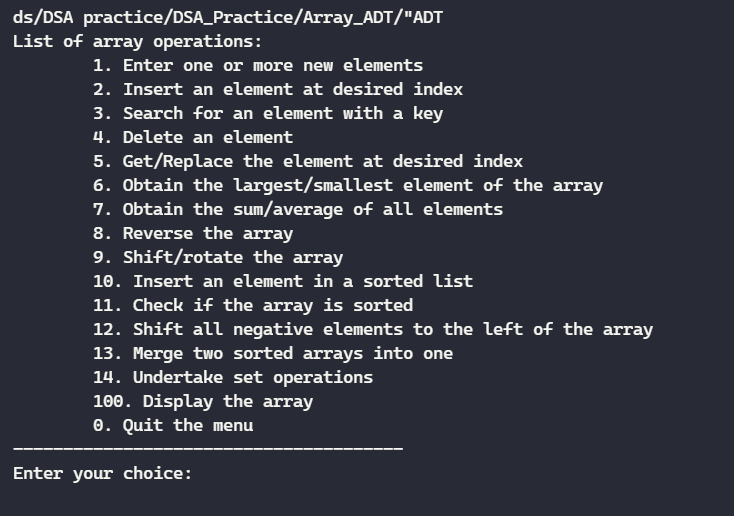 ds/DSA practice/DSA_Practice/Array_ADT/"ADT
List of array operations:
1. Enter one or more new elements
2. Insert an element at desired index
3. Search for an element with a key
4. Delete an element
5. Get/Replace the element at desired index
6. Obtain the largest/smallest element of the array
7. Obtain the sum/average of all elements
8. Reverse the array
9. Shift/rotate the array
10. Insert an element in a sorted list
11. Check if the array is sorted
12. Shift all negative elements to the left of the array
13. Merge two sorted arrays into one
14. Undertake set operations
100. Display the array
0. Quit the menu
---------------------------------------
Enter your choice: